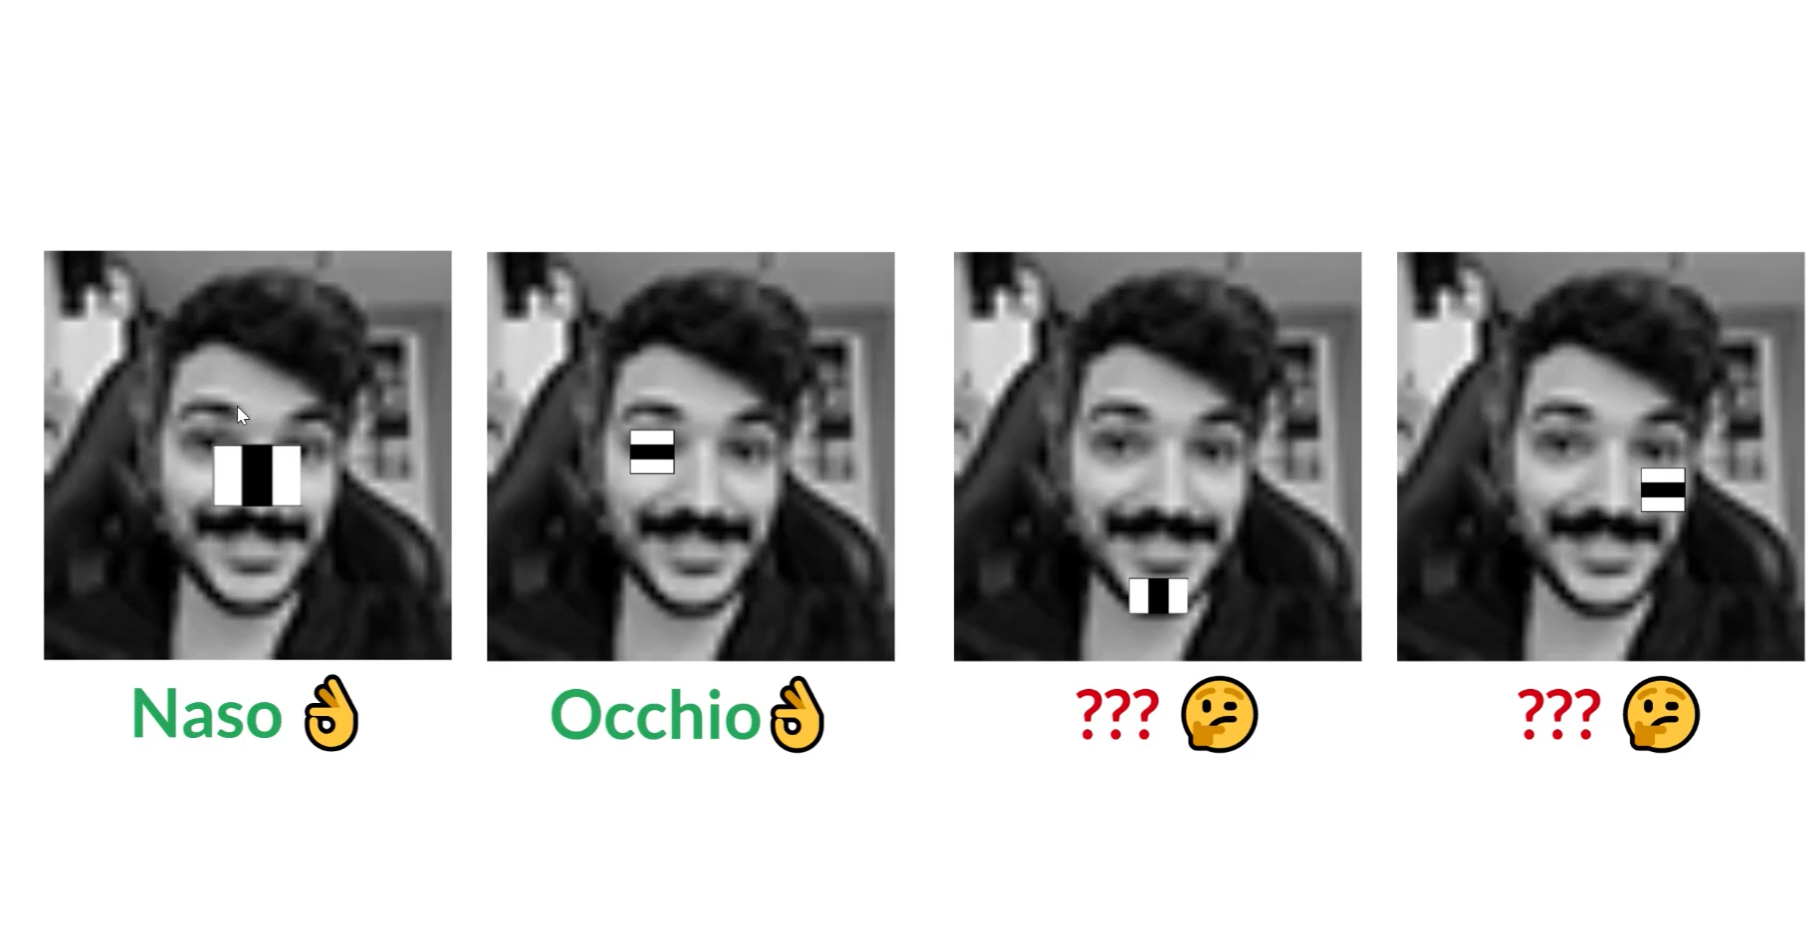 Naso 👌
Occhio👌
??? 🤔
??? 🤔